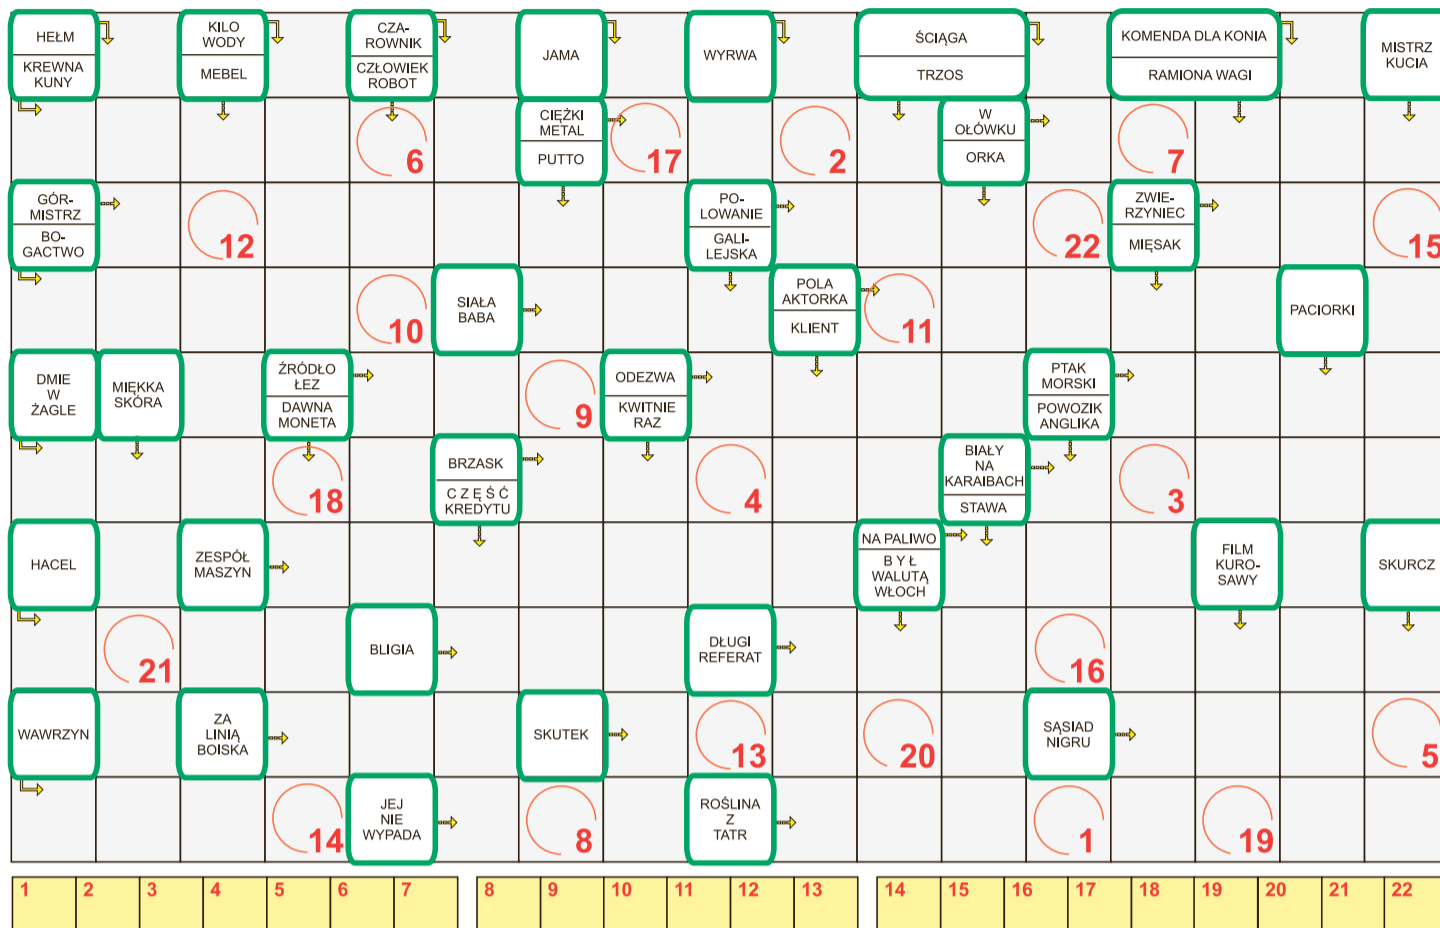 HEŁM
KREWNA
KUNY
KILO
WODY
MEBEL
CZA-
ROWNIK
CZŁOWIEK
ROBOT
JAMA
WYRWA
ŚCIĄGA
TRZOS
KOMENDA DLA KONIA
RAMIONA WAGI
MISTRZ
KUCIA
6
CIĘŻKI
METAL
PUTTO
17
2
W
OŁÓWKU
ORKA
7
GÓR-
MISTRZ
BO-
GACTWO
12
PO-
LOWANIE
GALI-
LEJSKA
22
ZWIE-
RZYNIEC
MIĘSAK
15
10
SIAŁA
BABA
POLA
AKTORKA
KLIENT
11
PACIORKI
DMIE
W
ŻAGLE
MIĘKKA
SKÓRA
ŹRÓDŁO
ŁEZ
DAWNA
MONETA
9
ODEZWA
KWITNIE
RAZ
PTAK
MORSKI
POWOZIK
ANGLIKA
18
BRZASK
CZĘŚĆ
KREDYTU
4
BIAŁY
NA
KARAIBACH
STAWA
3
HACEL
ZESPÓŁ
MASZYN
NA PALIWO
BYŁ
WALUTĄ
WŁOCH
FILM
KURO-
SAWY
SKURCZ
21
BLIGIA
DŁUGI
REFERAT
16
WAWRZYN
ZA
LINIĄ
BOISKA
SKUTEK
13
20
SĄSIAD
NIGRU
5
14
JEJ
NIE
WYPADA
8
ROŚLINA
Z
TATR
1
19
1 2 3 4 5 6 7 8 9 10 11 12 13 14 15 16 17 18 19 20 21 22